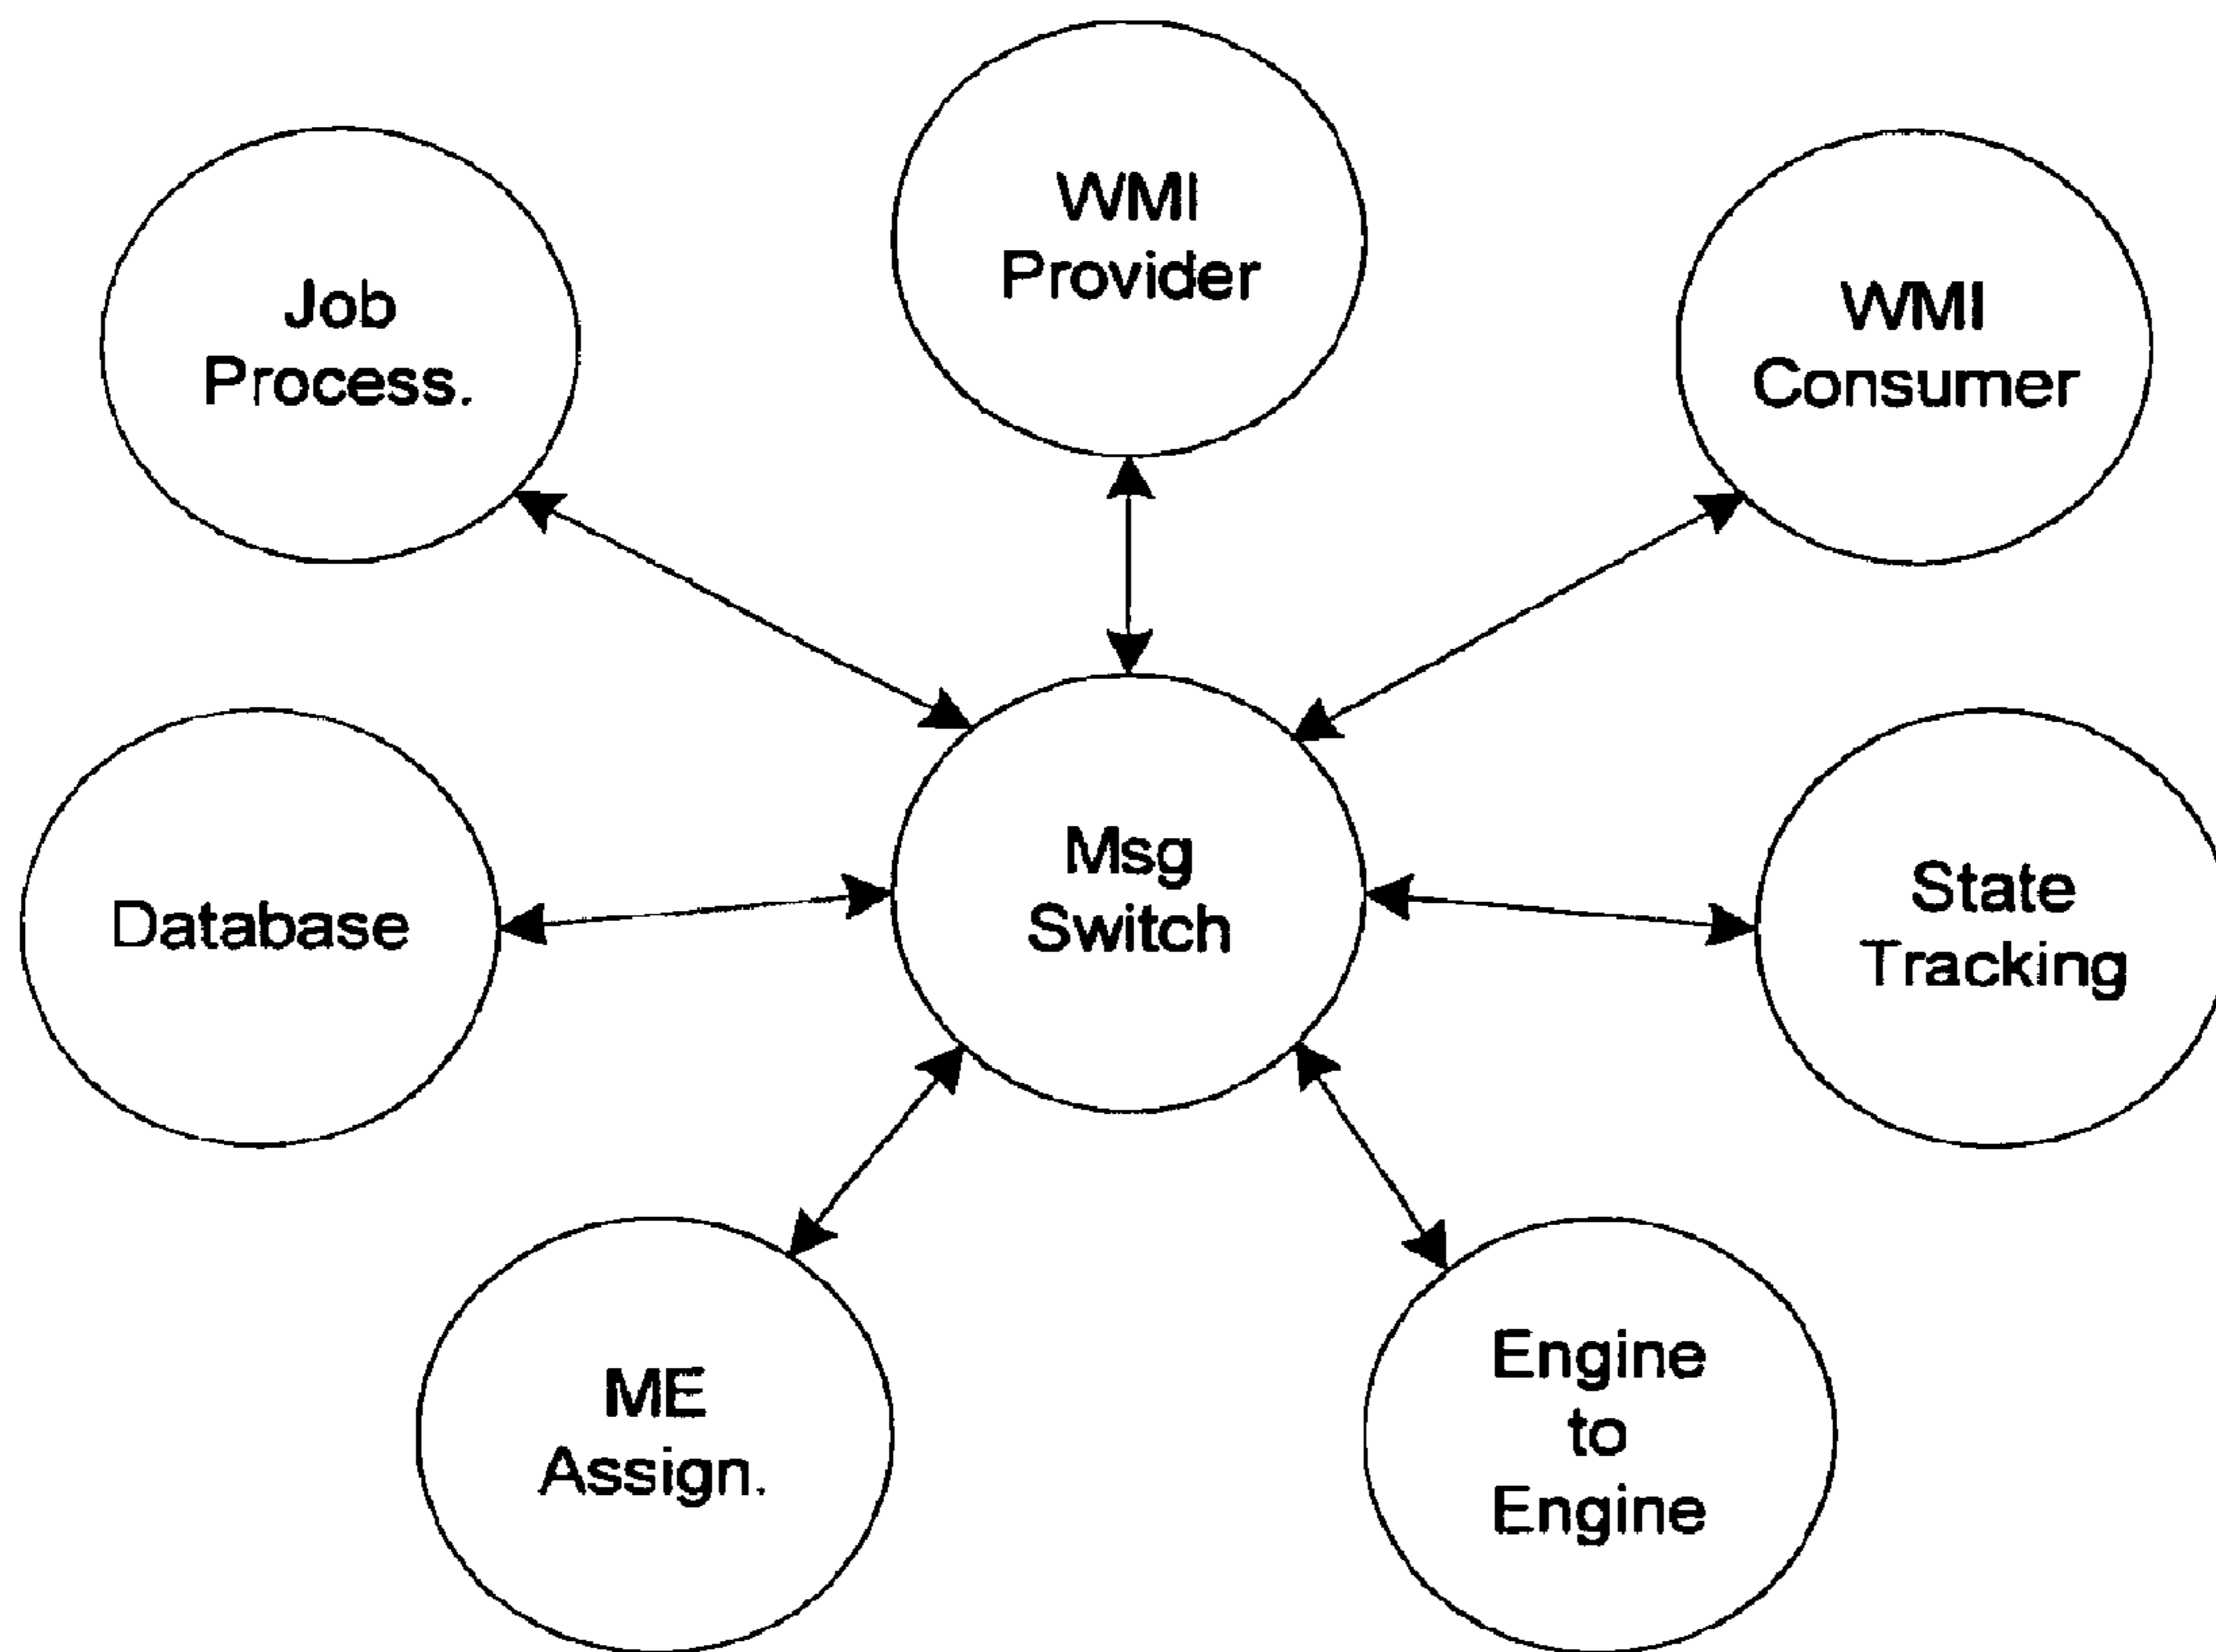 WMI
Provider
Job
Process.
WMI
Consumer
Msg
Switch
Database
State
Tracking
ME
Assign.
Engine
to
Engine